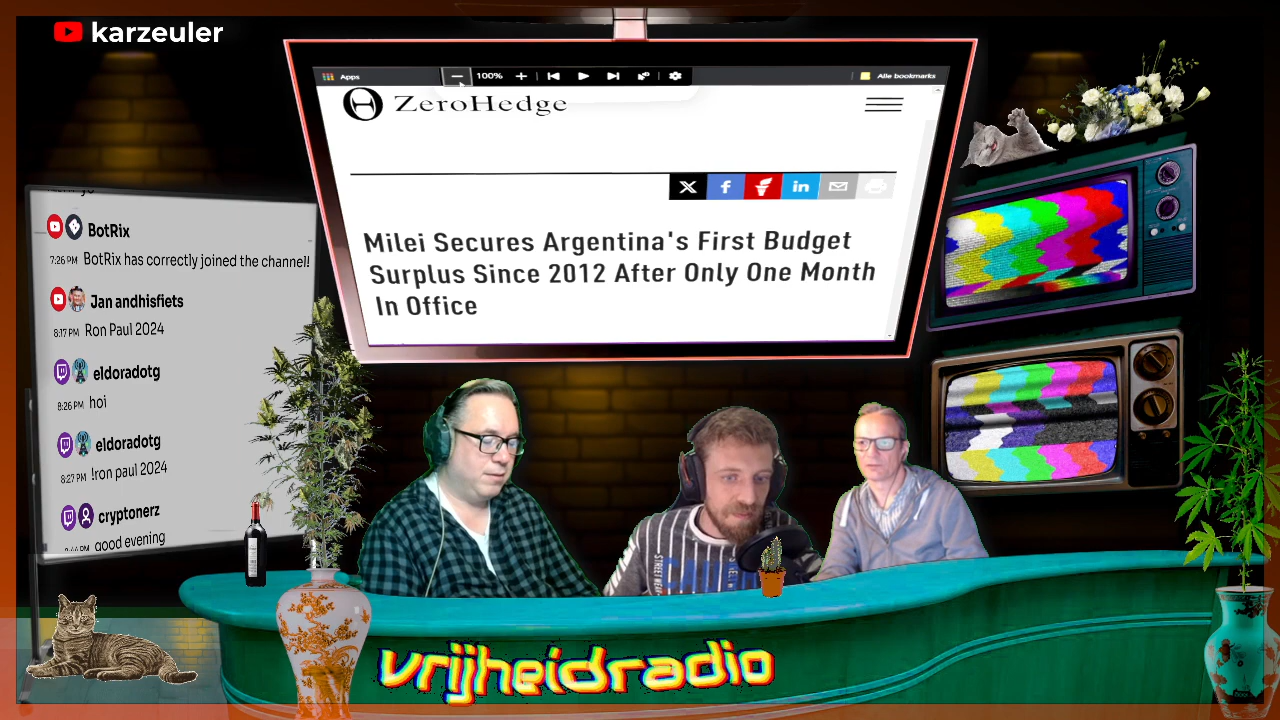 karzeuler
Apps
100%
Alle bookmarks
ZeroHedge
Milei Secures Argentina's First Budget
Surplus Since 2012 After Only One Month
In Office
BotRix
7:26 PM BotRix has correctly joined the channel!
Jan andhisfiets
8:17 PM Ron Paul 2024
eldoradotg
8:26 PM hoi
eldoradotg
8:27 PM !ron paul 2024
cryptonerz
good evening
STREET
vrijheidradio